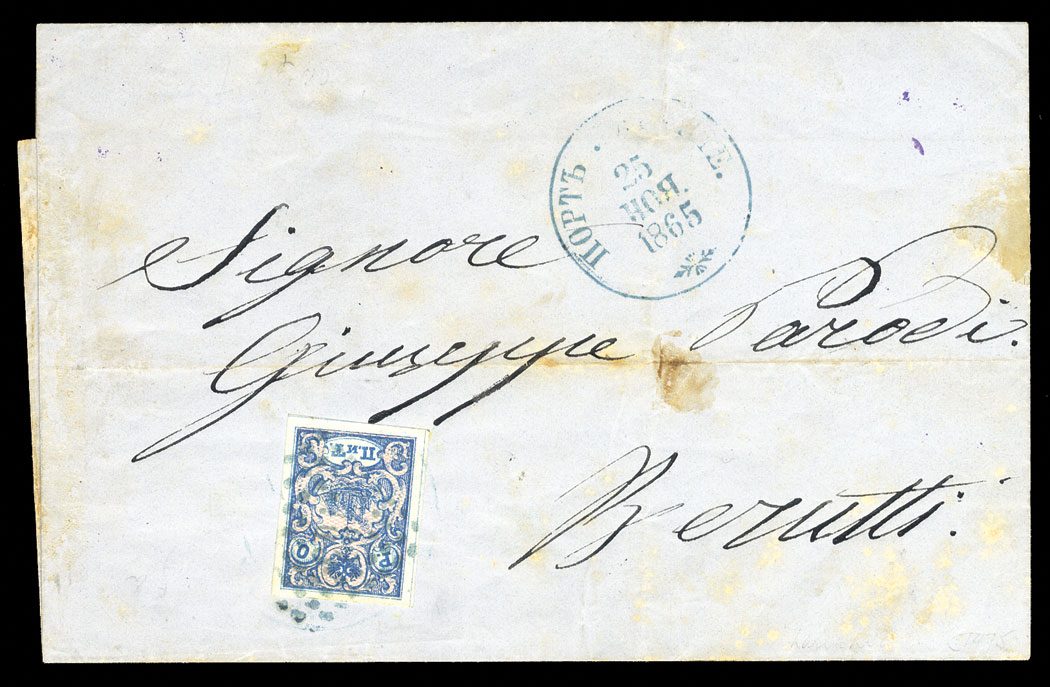 ПОРТЪ
25
НОЯ.
1865
Signore
Giuseppe Parodi.
Berutti.
Р. О.
П. и Т.